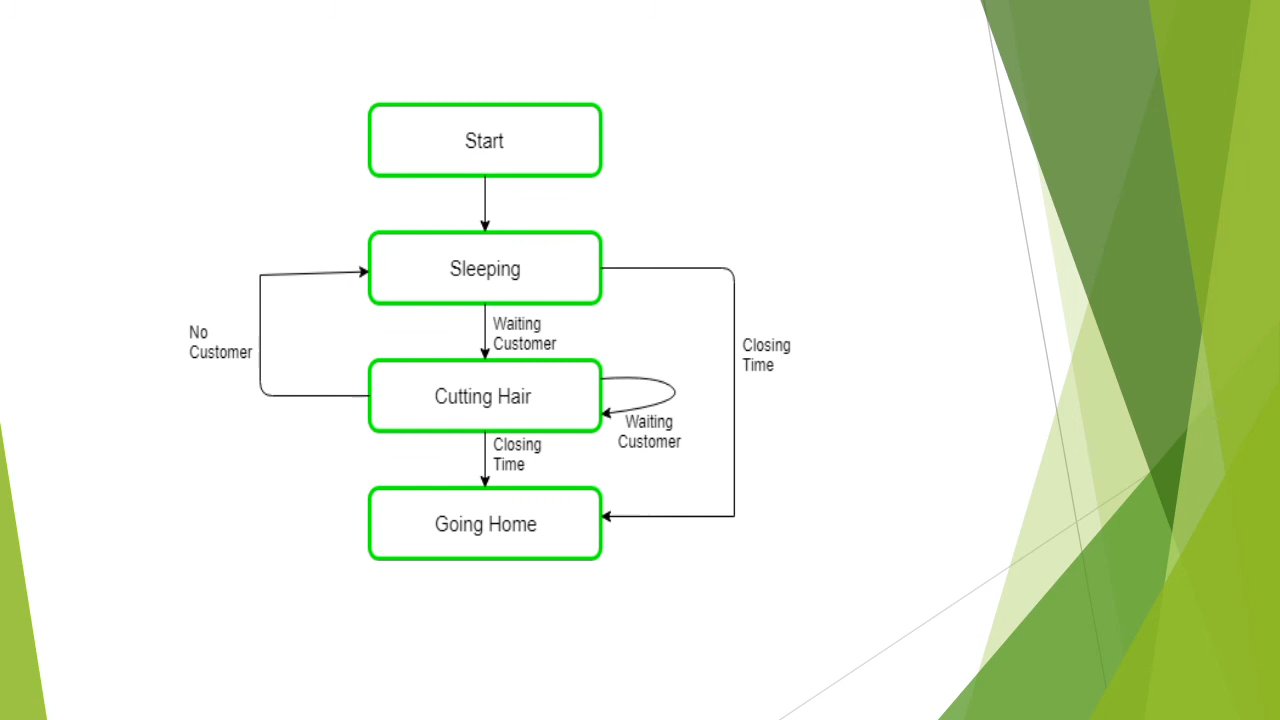 Start
Sleeping
Waiting
Customer
No
Customer
Closing
Time
Cutting Hair
Waiting
Customer
Closing
Time
Going Home